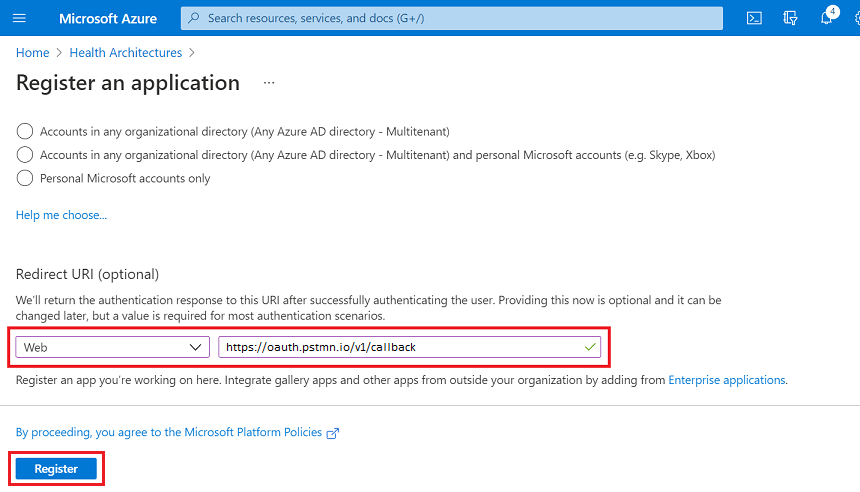 Microsoft Azure
Search resources, services, and docs (G+/)
4
Home > Health Architectures >
Register an application ...
Accounts in any organizational directory (Any Azure AD directory - Multitenant)
Accounts in any organizational directory (Any Azure AD directory - Multitenant) and personal Microsoft accounts (e.g. Skype, Xbox)
Personal Microsoft accounts only
Help me choose...
Redirect URI (optional)
We'll return the authentication response to this URI after successfully authenticating the user. Providing this now is optional and it can be
changed later, but a value is required for most authentication scenarios.
Web
https://oauth.pstmn.io/v1/callback
Register an app you're working on here. Integrate gallery apps and other apps from outside your organization by adding from Enterprise applications.
By proceeding, you agree to the Microsoft Platform Policies
Register